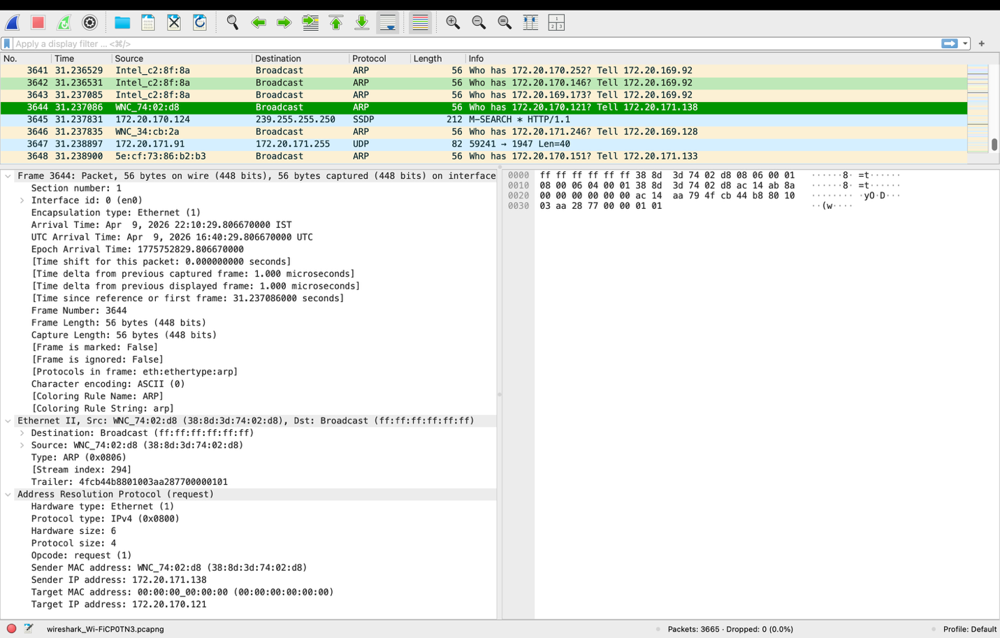 Apply a display filter ... <⌘/>
No. Time Source Destination Protocol Length Info
3641 31.236529 Intel_c2:8f:8a Broadcast ARP 56 Who has 172.20.170.252? Tell 172.20.169.92
3642 31.236531 Intel_c2:8f:8a Broadcast ARP 56 Who has 172.20.170.146? Tell 172.20.169.92
3643 31.237085 Intel_c2:8f:8a Broadcast ARP 56 Who has 172.20.169.173? Tell 172.20.169.92
3644 31.237086 WNC_74:02:d8 Broadcast ARP 56 Who has 172.20.170.121? Tell 172.20.171.138
3645 31.237831 172.20.170.124 239.255.255.250 SSDP 212 M-SEARCH * HTTP/1.1
3646 31.237835 WNC_34:cb:2a Broadcast ARP 56 Who has 172.20.171.246? Tell 172.20.169.128
3647 31.238897 172.20.171.91 172.20.171.255 UDP 82 59241 → 1947 Len=40
3648 31.238900 5e:cf:73:86:b2:b3 Broadcast ARP 56 Who has 172.20.170.151? Tell 172.20.171.133
Frame 3644: Packet, 56 bytes on wire (448 bits), 56 bytes captured (448 bits) on interface
Section number: 1
Interface id: 0 (en0)
Encapsulation type: Ethernet (1)
Arrival Time: Apr  9, 2026 22:10:29.806670000 IST
UTC Arrival Time: Apr  9, 2026 16:40:29.806670000 UTC
Epoch Arrival Time: 1775752829.806670000
[Time shift for this packet: 0.000000000 seconds]
[Time delta from previous captured frame: 1.000 microseconds]
[Time delta from previous displayed frame: 1.000 microseconds]
[Time since reference or first frame: 31.237086000 seconds]
Frame Number: 3644
Frame Length: 56 bytes (448 bits)
Capture Length: 56 bytes (448 bits)
[Frame is marked: False]
[Frame is ignored: False]
[Protocols in frame: eth:ethertype:arp]
Character encoding: ASCII (0)
[Coloring Rule Name: ARP]
[Coloring Rule String: arp]
Ethernet II, Src: WNC_74:02:d8 (38:8d:3d:74:02:d8), Dst: Broadcast (ff:ff:ff:ff:ff:ff)
Destination: Broadcast (ff:ff:ff:ff:ff:ff)
Source: WNC_74:02:d8 (38:8d:3d:74:02:d8)
Type: ARP (0x0806)
[Stream index: 294]
Trailer: 4fcb44b8801003aa287700000101
Address Resolution Protocol (request)
Hardware type: Ethernet (1)
Protocol type: IPv4 (0x0800)
Hardware size: 6
Protocol size: 4
Opcode: request (1)
Sender MAC address: WNC_74:02:d8 (38:8d:3d:74:02:d8)
Sender IP address: 172.20.171.138
Target MAC address: 00:00:00_00:00:00 (00:00:00:00:00:00)
Target IP address: 172.20.170.121
0000 ff ff ff ff ff ff 38 8d 3d 74 02 d8 08 06 00 01 ······8· =t······
0010 08 00 06 04 00 01 38 8d 3d 74 02 d8 ac 14 ab 8a ······8· =t······
0020 00 00 00 00 00 00 ac 14 aa 79 4f cb 44 b8 80 10 ········ ·yO·D···
0030 03 aa 28 77 00 00 01 01 ··(w····
wireshark_Wi-FiCP0TN3.pcapng Packets: 3665 · Dropped: 0 (0.0%) Profile: Default